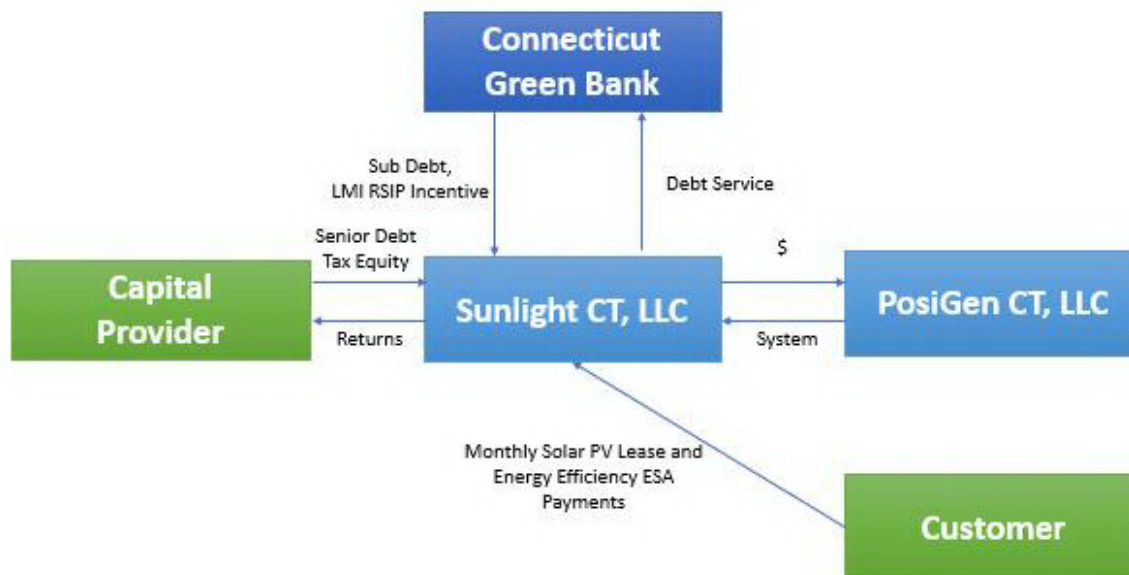 Connecticut
Green Bank
Sub Debt,
LMI RSIP Incentive
Debt Service
Senior Debt
Tax Equity
$
Capital
Provider
Sunlight CT, LLC
PosiGen CT, LLC
Returns
System
Monthly Solar PV Lease and
Energy Efficiency ESA
Payments
Customer